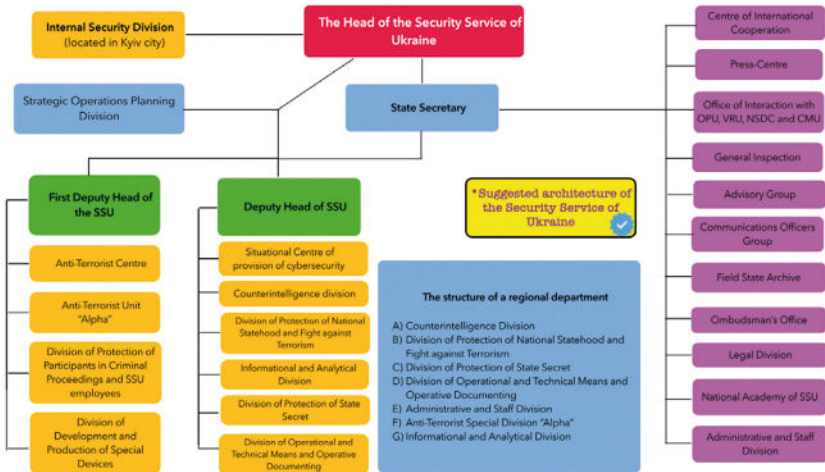 Internal Security Division
(located in Kyiv city)
The Head of the Security Service of
Ukraine
Strategic Operations Planning
Division
State Secretary
First Deputy Head of
the SSU
Anti-Terrorist Centre
Anti-Terrorist Unit
"Alpha"
Division of Protection of
Participants in Criminal
Proceedings and SSU
employees
Division of
Development and
Production of Special
Devices
Deputy Head of SSU
Situational Centre of
provision of cybersecurity
Counterintelligence division
Division of Protection of National
Statehood and Fight against
Terrorism
Informational and Analytical
Division
Division of Protection of State
Secret
Division of Operational and
Technical Means and Operative
Documenting
*Suggested architecture of
the Security Service of
Ukraine
The structure of a regional department
A) Counterintelligence Division
B) Division of Protection of National Statehood and
Fight against Terrorism
C) Division of Protection of State Secret
D) Division of Operational and Technical Means and
Operative Documenting
E) Administrative and Staff Division
F) Anti-Terrorist Special Division "Alpha"
G) Informational and Analytical Division
Centre of International
Cooperation
Press-Centre
Office of Interaction with
OPU, VRU, NSDC and CMU
General Inspection
Advisory Group
Communications Officers
Group
Field State Archive
Ombudsman's Office
Legal Division
National Academy of SSU
Administrative and Staff
Division